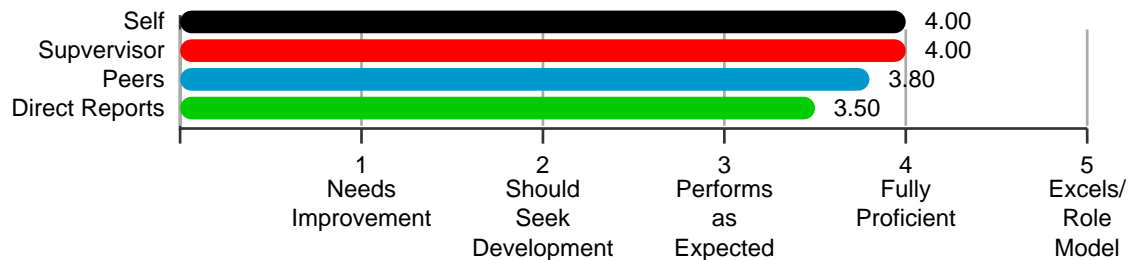 Self 4.00
Supvervisor 4.00
Peers 3.80
Direct Reports 3.50
1 2 3 4 5
Needs Should Performs Fully Excels/
Improvement Seek as Proficient Role
Development Expected Model